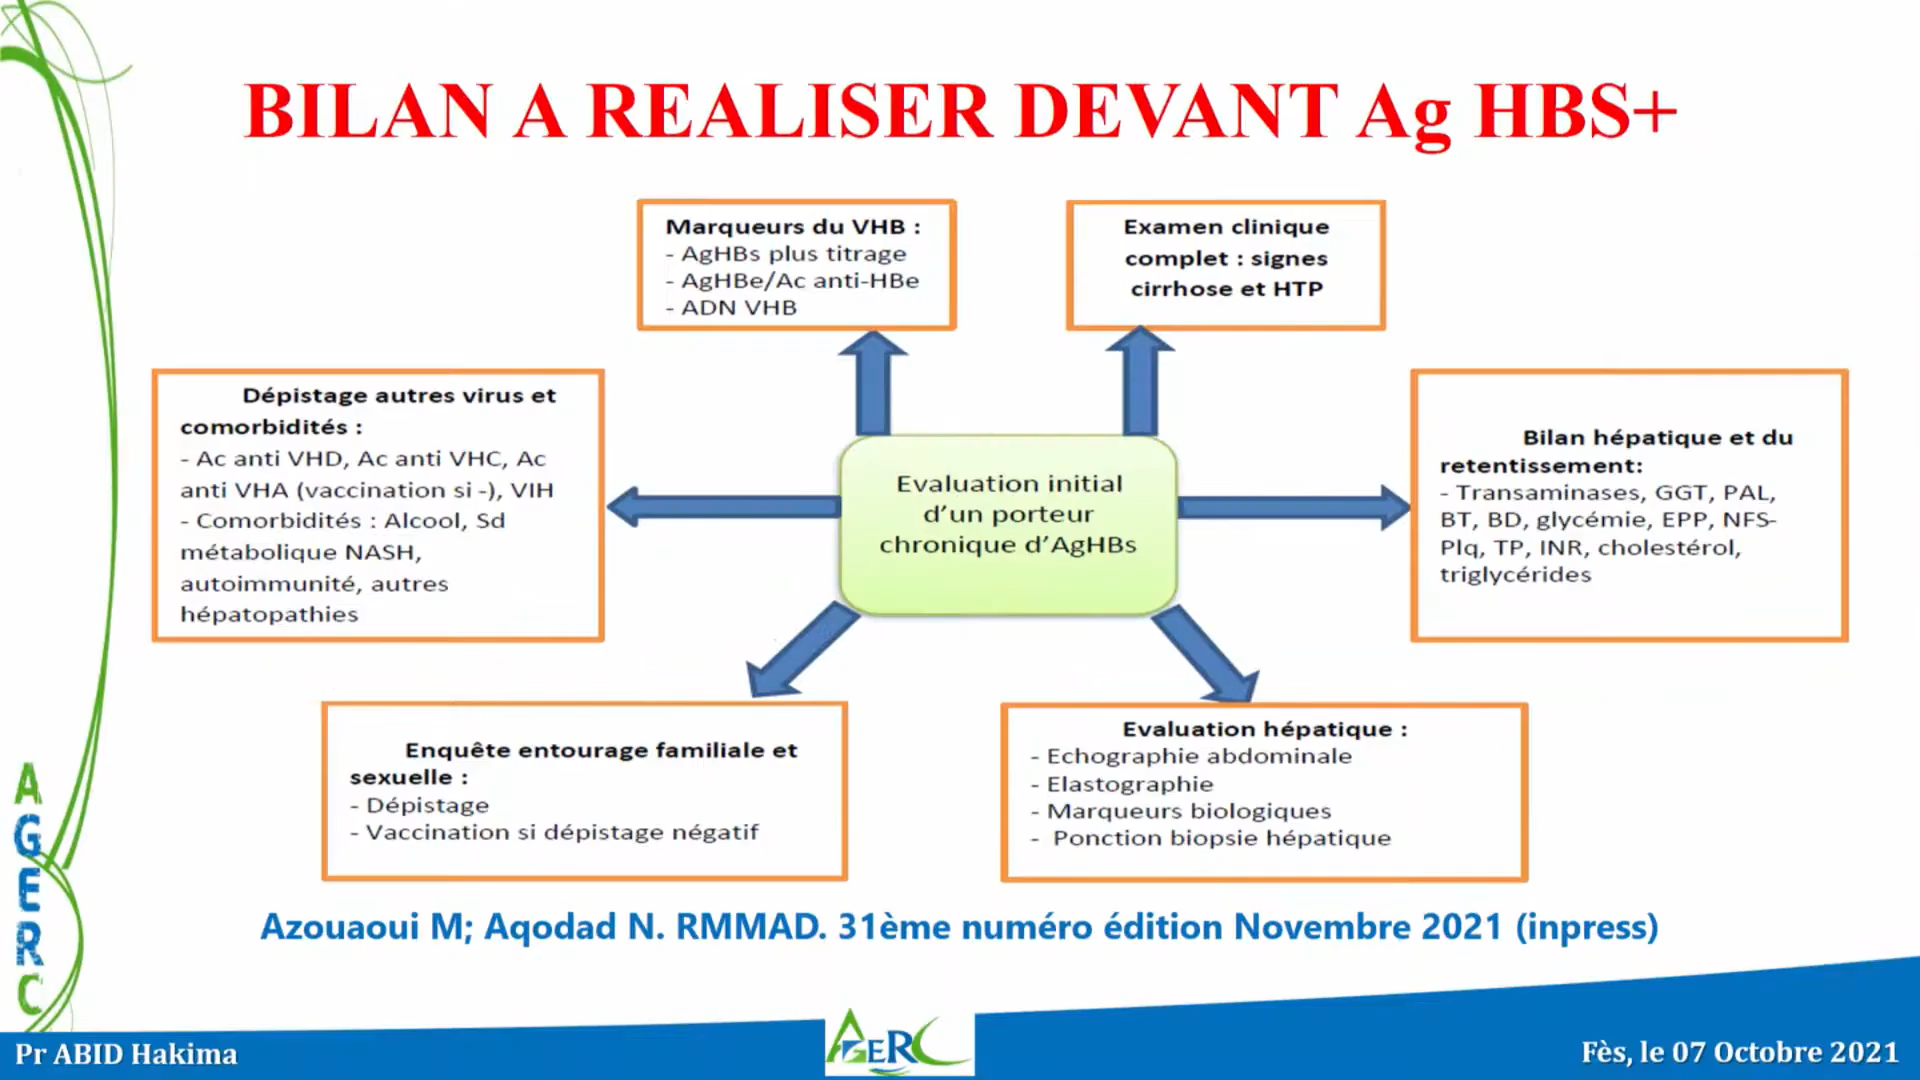 BILAN A REALISER DEVANT Ag HBS+
Marqueurs du VHB :
- AgHBs plus titrage
- AgHBe/Ac anti-HBe
- ADN VHB
Examen clinique
complet : signes
cirrhose et HTP
Dépistage autres virus et
comorbidités :
- Ac anti VHD, Ac anti VHC, Ac
anti VHA (vaccination si -), VIH
- Comorbidités : Alcool, Sd
métabolique NASH,
autoimmunité, autres
hépatopathies
Evaluation initial
d’un porteur
chronique d’AgHBs
Bilan hépatique et du
retentissement:
- Transaminases, GGT, PAL,
BT, BD, glycémie, EPP, NFS-
Plq, TP, INR, cholestérol,
triglycérides
Enquête entourage familiale et
sexuelle :
- Dépistage
- Vaccination si dépistage négatif
Evaluation hépatique :
- Echographie abdominale
- Elastographie
- Marqueurs biologiques
- Ponction biopsie hépatique
Azouaoui M; Aqodad N. RMMAD. 31ème numéro édition Novembre 2021 (inpress)
AGERC
Pr ABID Hakima
AGERC
Fès, le 07 Octobre 2021